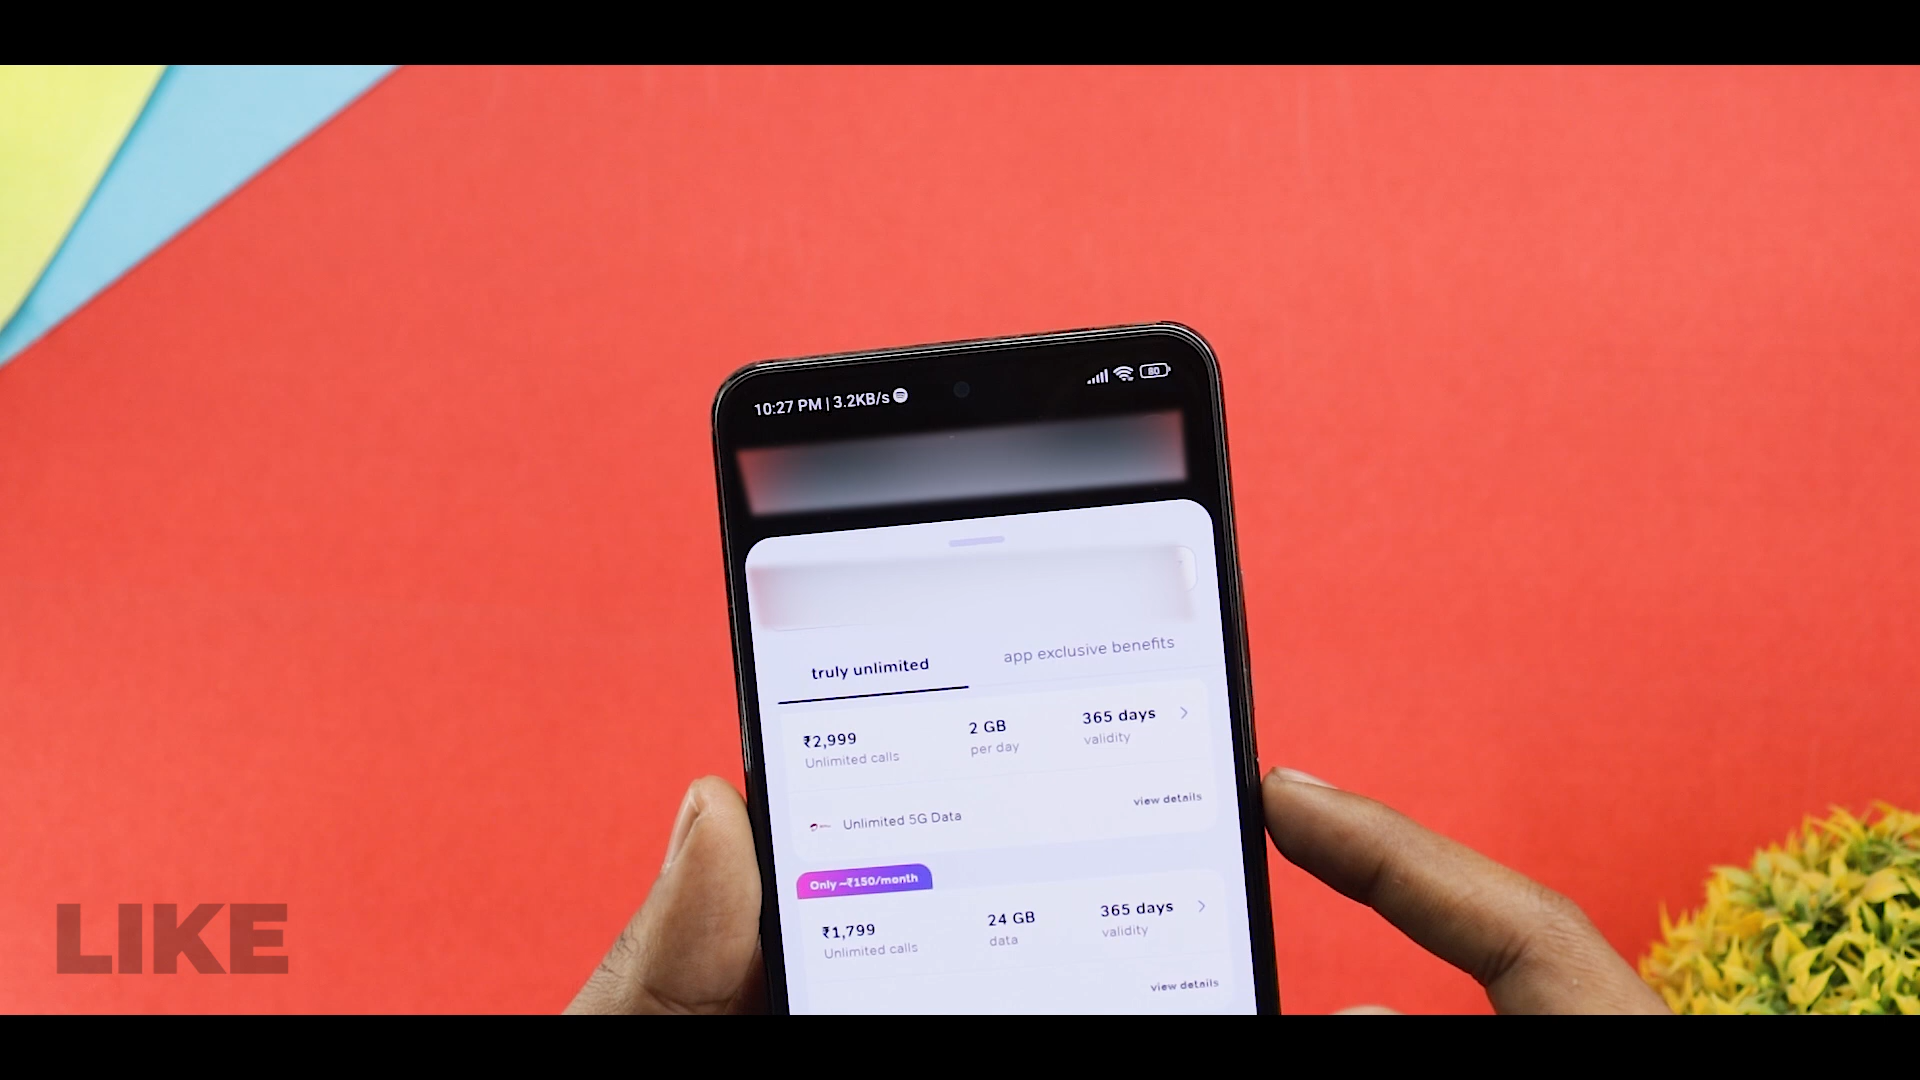 10:27 PM | 3.2KB/s
80
truly unlimited
app exclusive benefits
₹2,999
Unlimited calls
2 GB
per day
365 days
validity
Unlimited 5G Data
view details
Only ~₹150/month
₹1,799
Unlimited calls
24 GB
data
365 days
validity
view details
LIKE